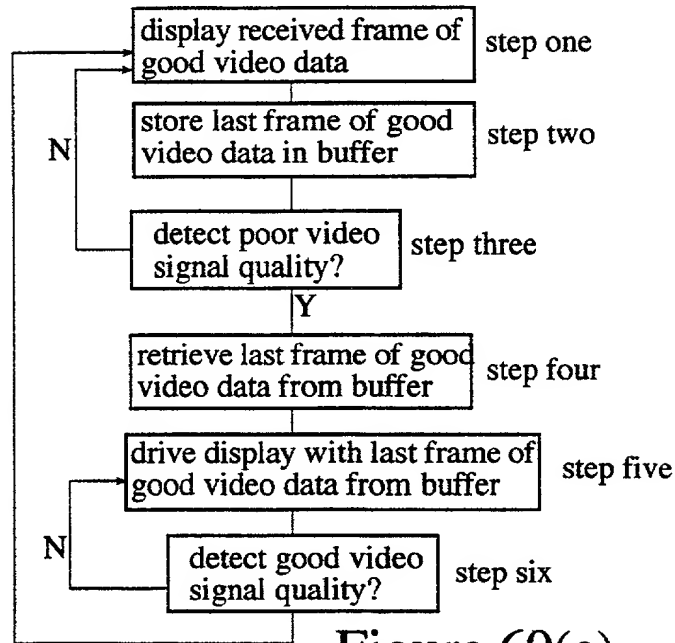 display received frame of
good video data
step one
store last frame of good
video data in buffer
step two
N
detect poor video
signal quality?
step three
Y
retrieve last frame of good
video data from buffer
step four
drive display with last frame of
good video data from buffer
step five
N
detect good video
signal quality?
step six
Figure